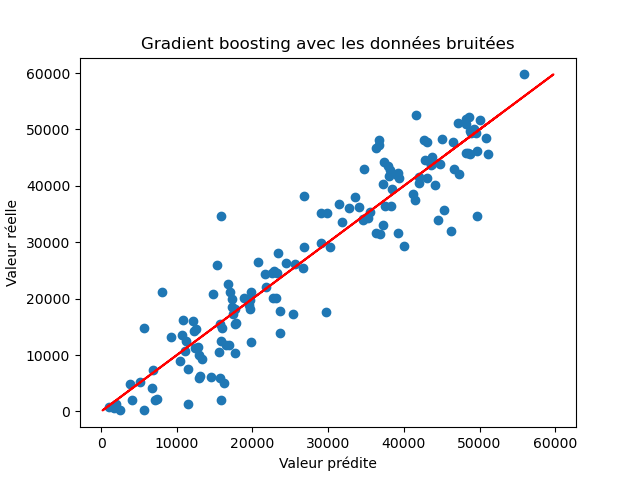 Gradient boosting avec les données bruitées
60000
50000
40000
30000
20000
10000
0
Valeur réelle
0 10000 20000 30000 40000 50000 60000
Valeur prédite